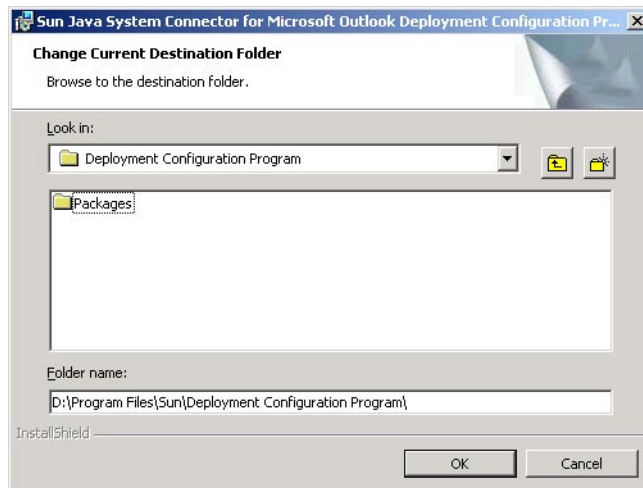 Sun Java System Connector for Microsoft Outlook Deployment Configuration Pr...
Change Current Destination Folder
Browse to the destination folder.
Look in:
Deployment Configuration Program
Packages
Folder name:
D:\Program Files\Sun\Deployment Configuration Program\
InstallShield
OK Cancel